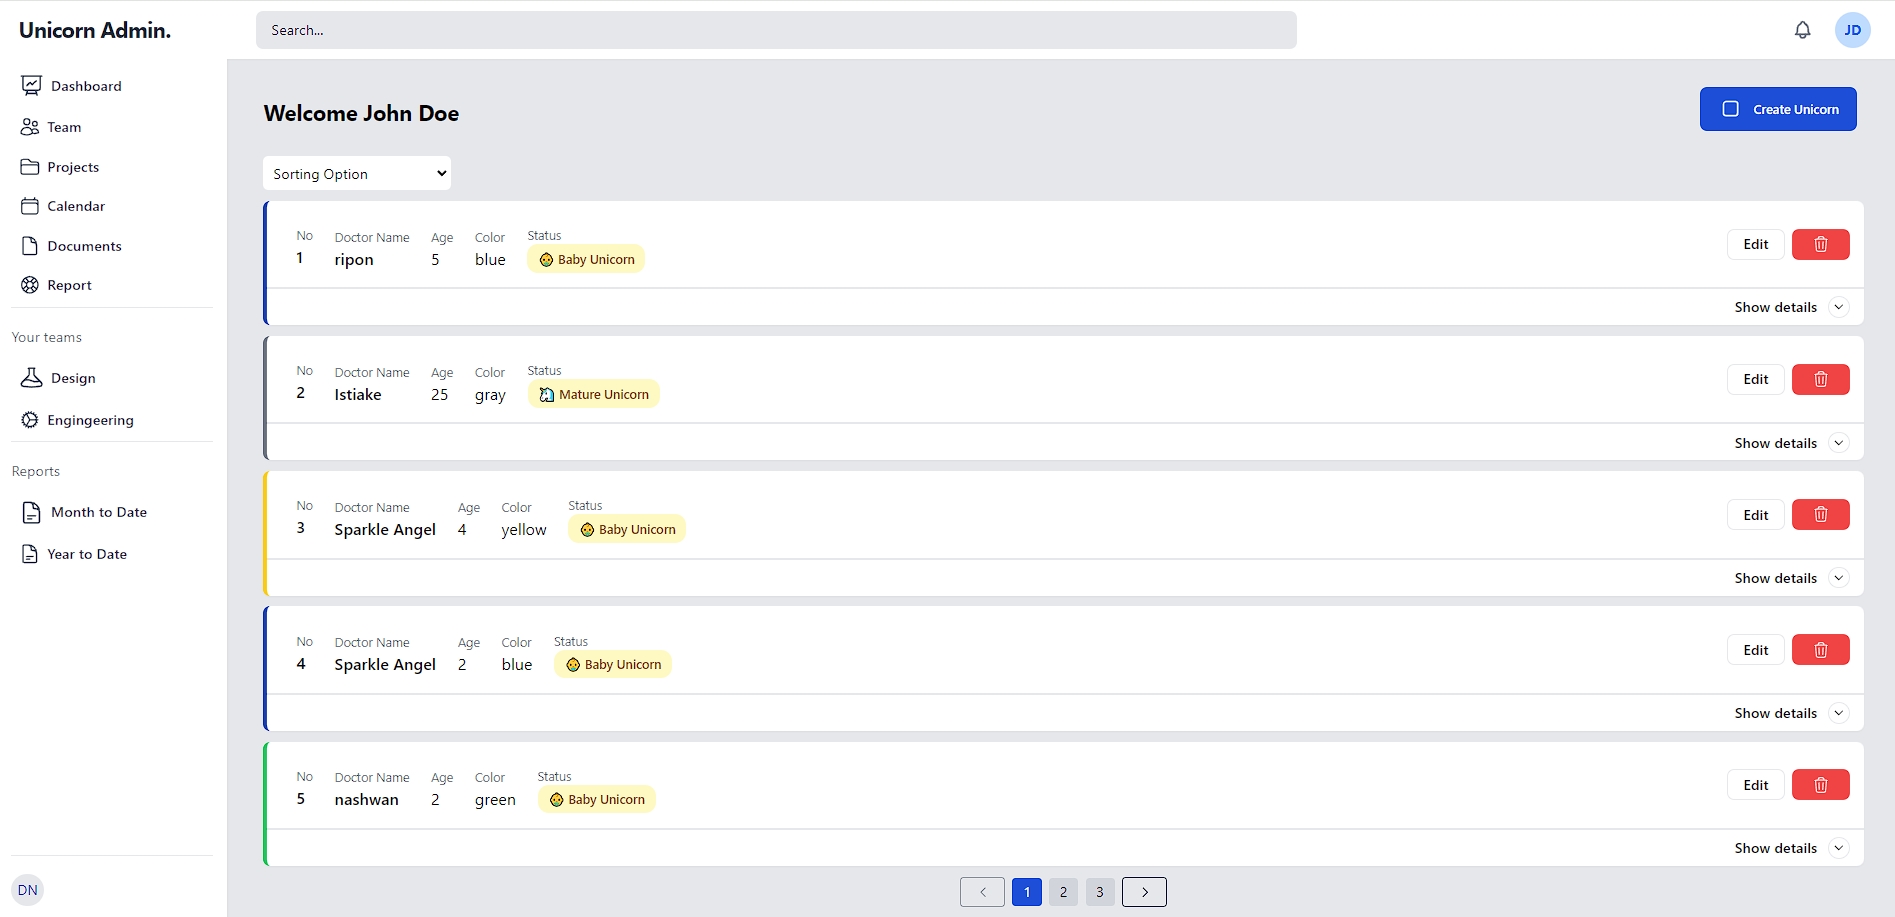 Unicorn Admin.
Search...
JD
Dashboard
Team
Projects
Calendar
Documents
Report
Your teams
Design
Engingeering
Reports
Month to Date
Year to Date
DN
Welcome John Doe
Create Unicorn
Sorting Option
No Doctor Name Age Color Status
1 ripon 5 blue Baby Unicorn
Edit
Show details
No Doctor Name Age Color Status
2 Istiake 25 gray Mature Unicorn
Edit
Show details
No Doctor Name Age Color Status
3 Sparkle Angel 4 yellow Baby Unicorn
Edit
Show details
No Doctor Name Age Color Status
4 Sparkle Angel 2 blue Baby Unicorn
Edit
Show details
No Doctor Name Age Color Status
5 nashwan 2 green Baby Unicorn
Edit
Show details
1 2 3